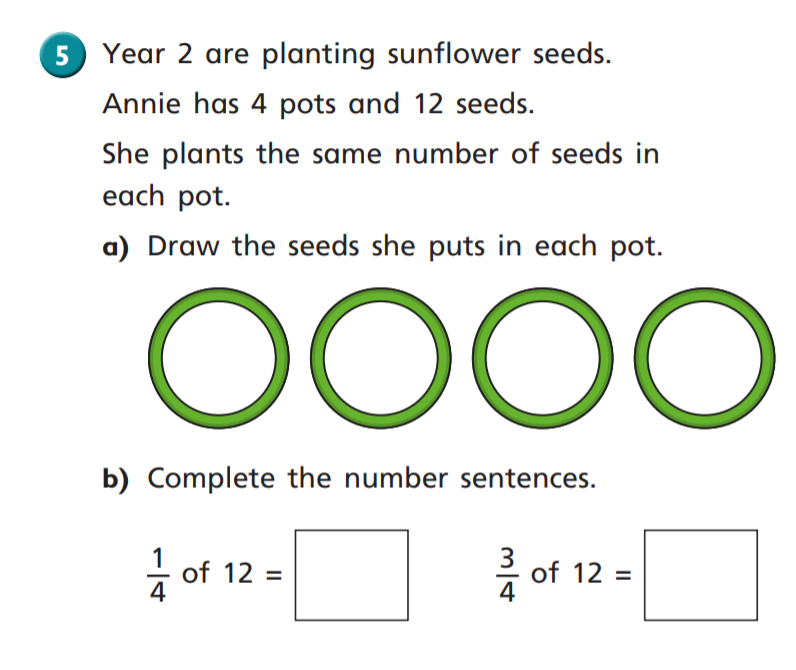 5 Year 2 are planting sunflower seeds.
Annie has 4 pots and 12 seeds.
She plants the same number of seeds in
each pot.
a) Draw the seeds she puts in each pot.
b) Complete the number sentences.
1/4 of 12 = 3/4 of 12 =